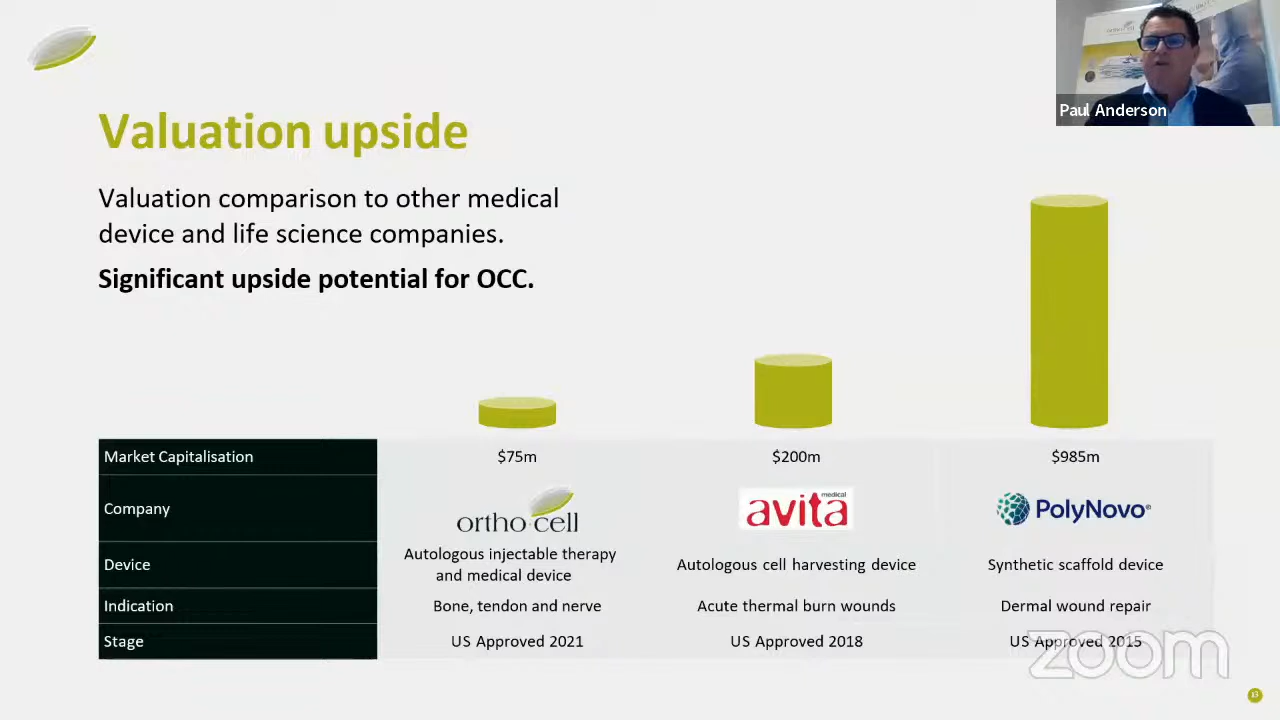 Paul Anderson
Valuation upside
Valuation comparison to other medical
device and life science companies.
Significant upside potential for OCC.
Market Capitalisation
$75m
$200m
$985m
Company
ortho cell
avita
medical
PolyNovo®
Device
Autologous injectable therapy
and medical device
Autologous cell harvesting device
Synthetic scaffold device
Indication
Bone, tendon and nerve
Acute thermal burn wounds
Dermal wound repair
Stage
US Approved 2021
US Approved 2018
US Approved 2015
zoom
13